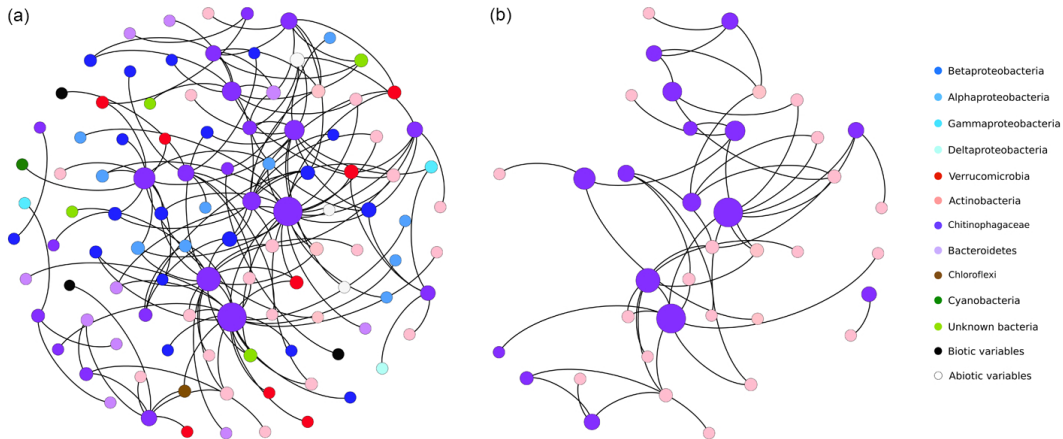 (a)
(b)
Betaproteobacteria
Alphaproteobacteria
Gammaproteobacteria
Deltaproteobacteria
Verrucomicrobia
Actinobacteria
Chitinophagaceae
Bacteroidetes
Chloroflexi
Cyanobacteria
Unknown bacteria
Biotic variables
Abiotic variables